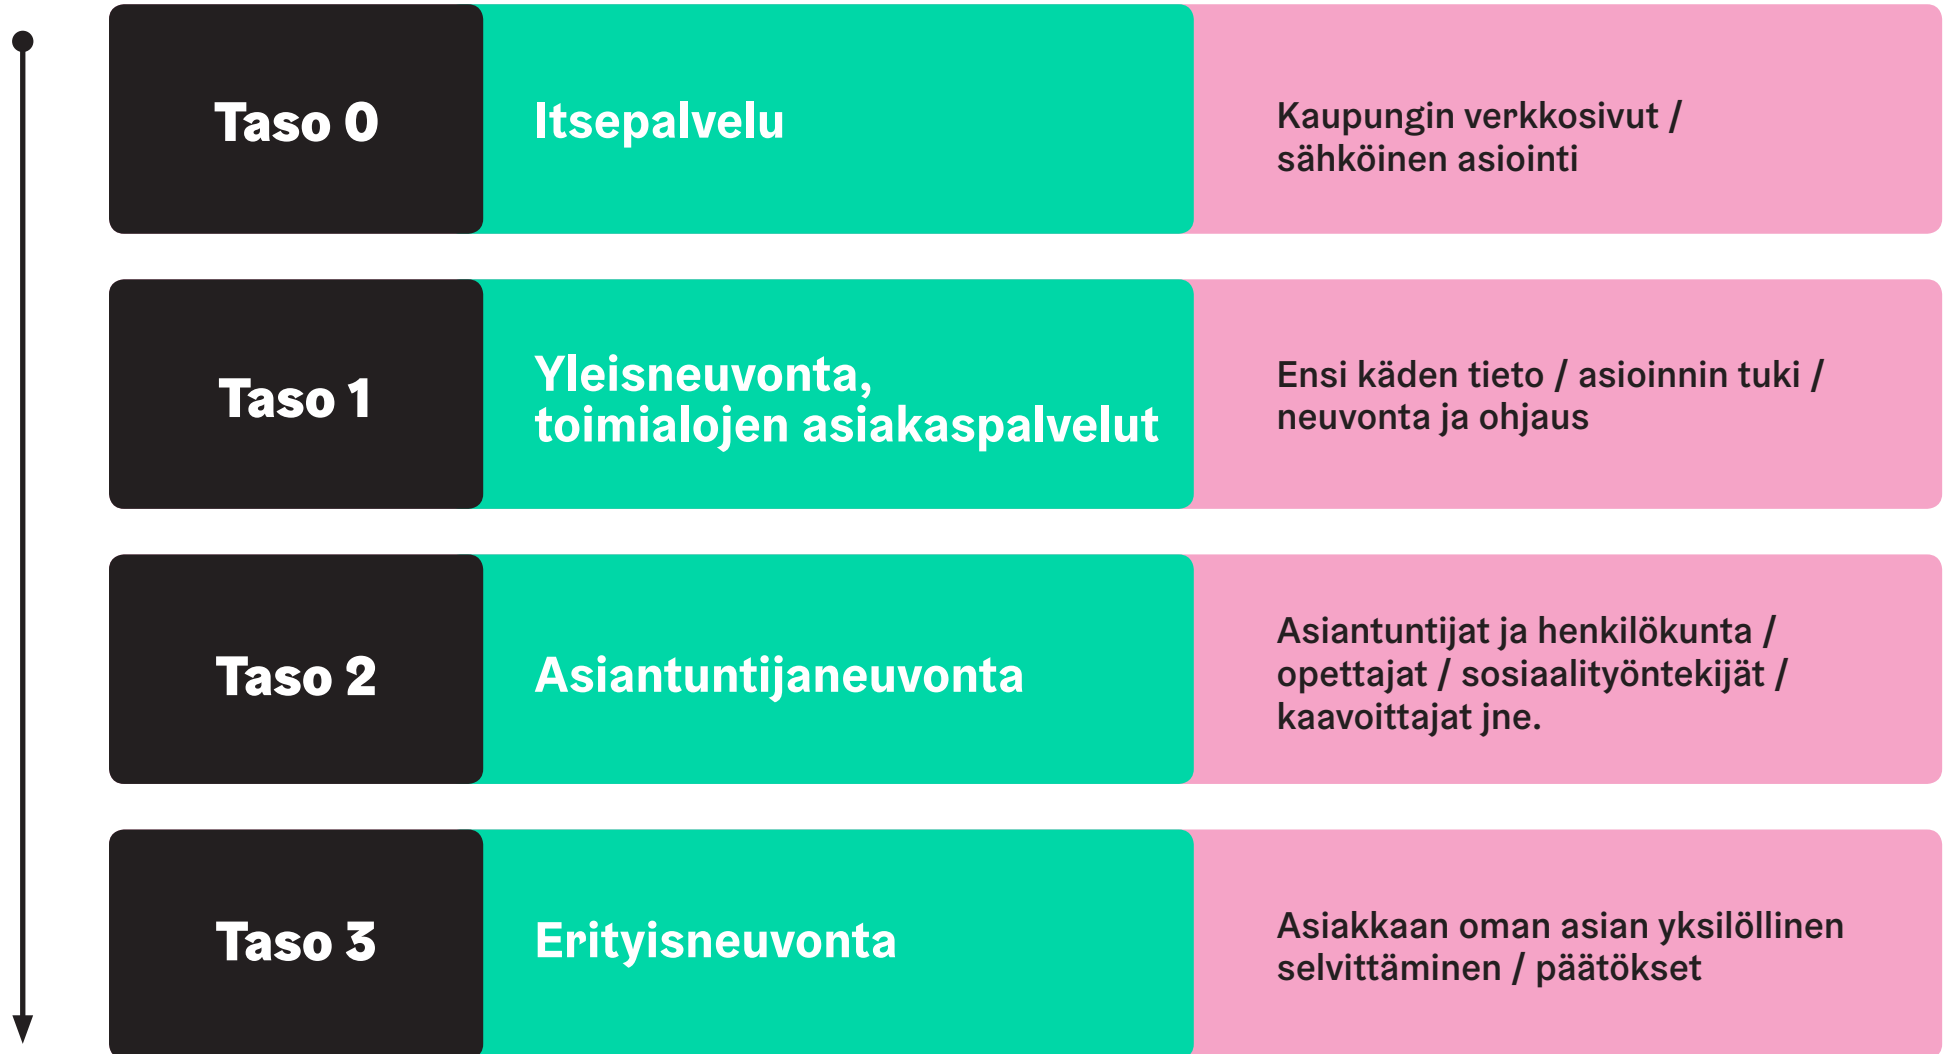 Taso 0
Itsepalvelu
Kaupungin verkkosivut /
sähköinen asiointi
Taso 1
Yleisneuvonta,
toimialojen asiakaspalvelut
Ensi käden tieto / asioinnin tuki /
neuvonta ja ohjaus
Taso 2
Asiantuntijaneuvonta
Asiantuntijat ja henkilökunta /
opettajat / sosiaalityöntekijät /
kaavoittajat jne.
Taso 3
Erityisneuvonta
Asiakkaan oman asian yksilöllinen
selvittäminen / päätökset